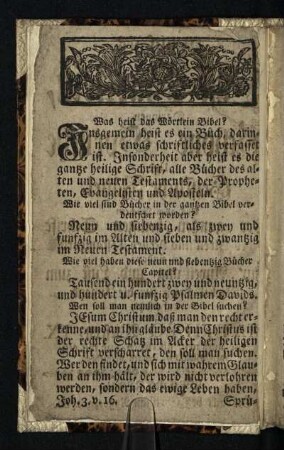 Was heist das Wörtlein Bibel?
Insgemein heist es ein Buch, darin-
nen etwas schriftliches verfasset
ist. Insonderheit aber heist es die
gantze heilige Schrift, alle Bücher des al-
ten und neuen Testaments, der Prophe-
ten, Evangelisten und Aposteln.
Wie viel sind Bücher in der gantzen Bibel ver-
deutschet worden?
Neun und siebenzig, als zwey und
funfzig im Alten und sieben und zwantzig
im Neuen Testament.
Wie viel haben diese neun und siebentzig Bücher
Capitel?
Tausend ein hundert zwey und neuntzig,
und hundert u. funfzig Psalmen Davids.
Wen soll man nemlich in der Bibel suchen?
JEsum Christum daß man den recht er-
kenne, und an ihn gläube. Denn Christus ist
der rechte Schatz im Acker der heiligen
Schrift verscharret, den soll man suchen.
Wer den findet, und sich mit wahrem Glau-
ben an ihm hält, der wird nicht verlohren
werden, sondern das ewige Leben haben,
Joh. 3. v. 16.
Sprü-